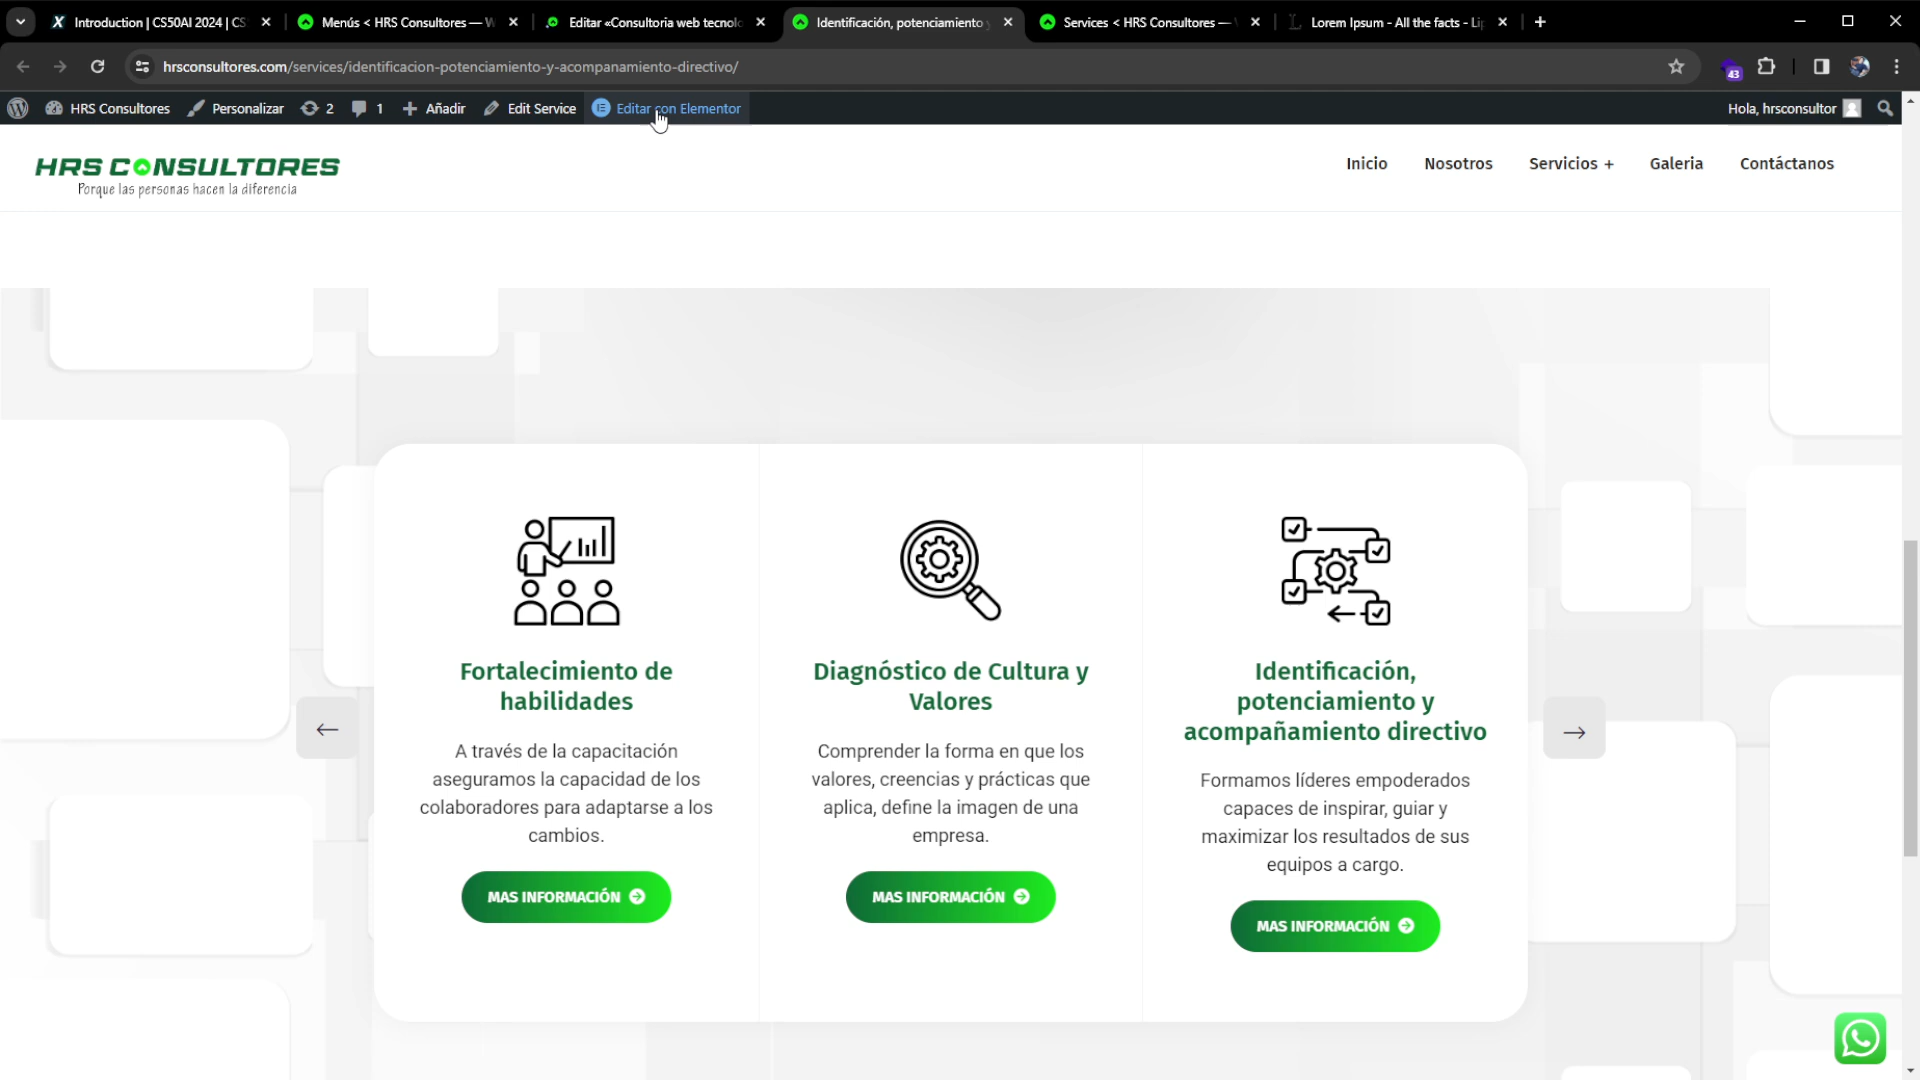 Introduction | CS50AI 2024 | CS
Menús < HRS Consultores — W
Editar «Consultoria web tecnolo
Identificación, potenciamiento y
Services < HRS Consultores —
Lorem Ipsum - All the facts - Li
hrsconsultores.com/services/identificacion-potenciamiento-y-acompanamiento-directivo/
43
HRS Consultores
Personalizar
2
1
Añadir
Edit Service
Editar con Elementor
Hola, hrsconsultor
HRS CONSULTORES
Porque las personas hacen la diferencia
Inicio
Nosotros
Servicios +
Galeria
Contáctanos
Fortalecimiento de
habilidades
A través de la capacitación
aseguramos la capacidad de los
colaboradores para adaptarse a los
cambios.
MAS INFORMACIÓN
Diagnóstico de Cultura y
Valores
Comprender la forma en que los
valores, creencias y prácticas que
aplica, define la imagen de una
empresa.
MAS INFORMACIÓN
Identificación,
potenciamiento y
acompañamiento directivo
Formamos líderes empoderados
capaces de inspirar, guiar y
maximizar los resultados de sus
equipos a cargo.
MAS INFORMACIÓN